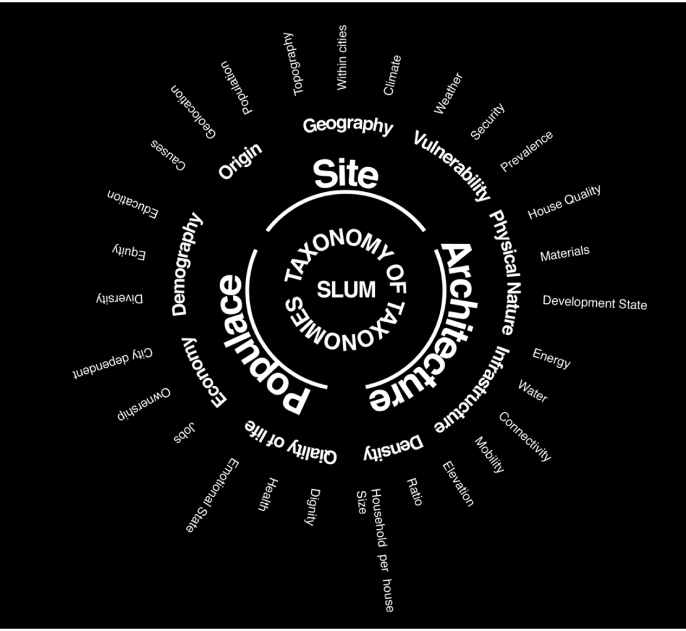 TAXONOMY OF TAXONOMIES
SLUM
Site
Geography
Topography
Within cities
Climate
Vulnerability
Weather
Security
Prevalence
Architecture
Physical Nature
House Quality
Materials
Development State
Infrastructure
Energy
Water
Connectivity
Mobility
Elevation
Density
Ratio
Household per house
Size
Populace
Qiality of life
Dignity
Health
Emotional State
Economy
Jobs
Ownership
City dependent
Demography
Diversity
Equity
Education
Origin
Causes
Geolocation
Population